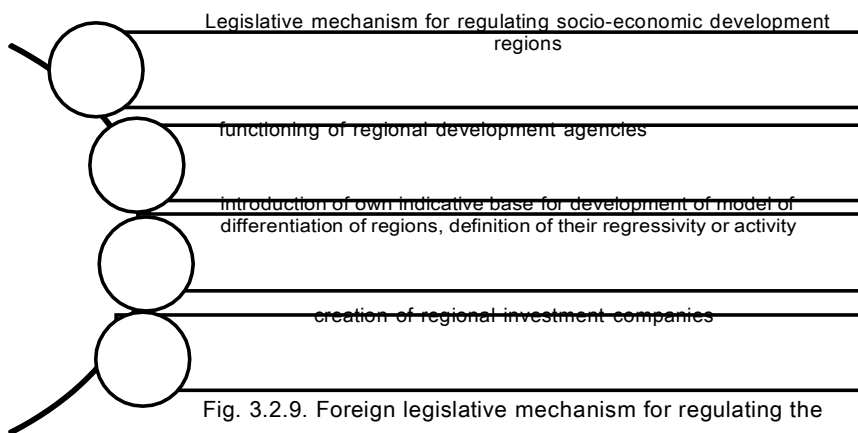 Legislative mechanism for regulating socio-economic development
regions
functioning of regional development agencies
introduction of own indicative base for development of model of
differentiation of regions, definition of their regressivity or activity
creation of regional investment companies
Fig. 3.2.9. Foreign legislative mechanism for regulating the